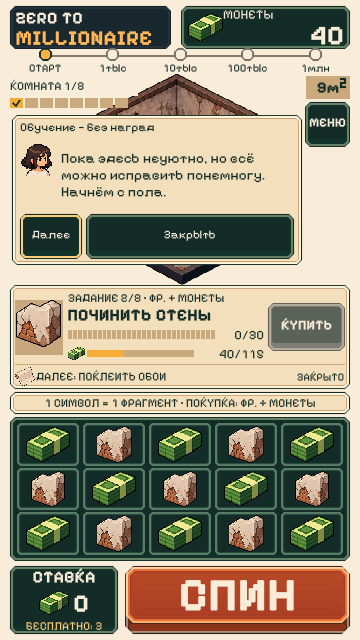 ZERO TO
MILLIONAIRE
МОНЕТЫ
40
СТАРТ
1тыс
10тыс
100тыс
1млн
КОМНАТА 1/8
9м²
МЕНЮ
Обучение – без наград
Пока здесь неуютно, но всё
можно исправить понемногу.
Начнём с пола.
Далее
Закрыть
ЗАДАНИЕ 2/8 · ФР. + МОНЕТЫ
ПОЧИНИТЬ СТЕНЫ
0/30
40/118
КУПИТЬ
ДАЛЕЕ: ПОКЛЕИТЬ ОБОИ
ЗАКРЫТО
1 СИМВОЛ = 1 ФРАГМЕНТ · ПОКУПКА: ФР. + МОНЕТЫ
СТАВКА
0
БЕСПЛАТНО: 3
СПИН